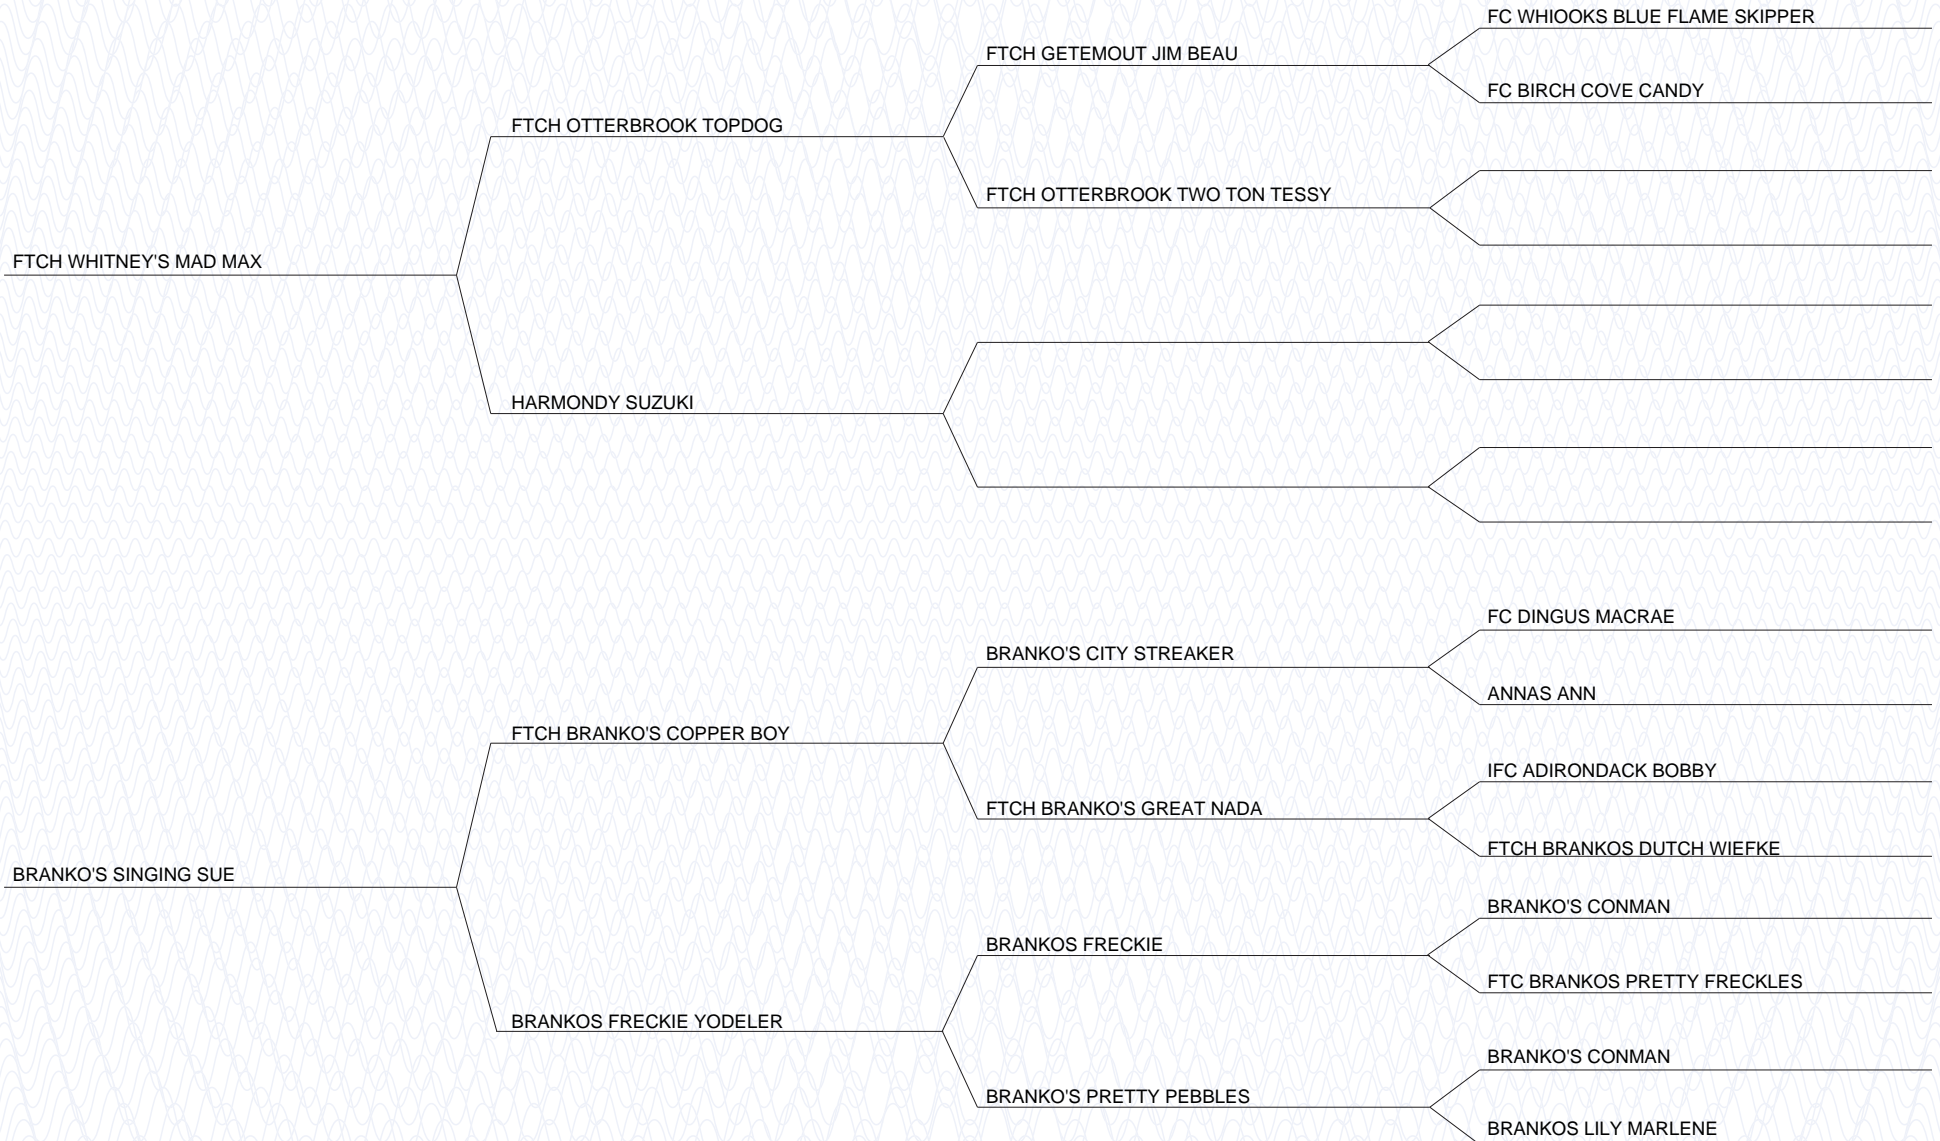 FC WHIOOKS BLUE FLAME SKIPPER
FTCH GETEMOUT JIM BEAU
FC BIRCH COVE CANDY
FTCH OTTERBROOK TOPDOG
FTCH OTTERBROOK TWO TON TESSY
FTCH WHITNEY'S MAD MAX
HARMONDY SUZUKI
FC DINGUS MACRAE
BRANKO'S CITY STREAKER
ANNAS ANN
FTCH BRANKO'S COPPER BOY
IFC ADIRONDACK BOBBY
FTCH BRANKO'S GREAT NADA
FTCH BRANKOS DUTCH WIEFKE
BRANKO'S SINGING SUE
BRANKO'S CONMAN
BRANKOS FRECKIE
FTC BRANKOS PRETTY FRECKLES
BRANKOS FRECKIE YODELER
BRANKO'S CONMAN
BRANKO'S PRETTY PEBBLES
BRANKOS LILY MARLENE